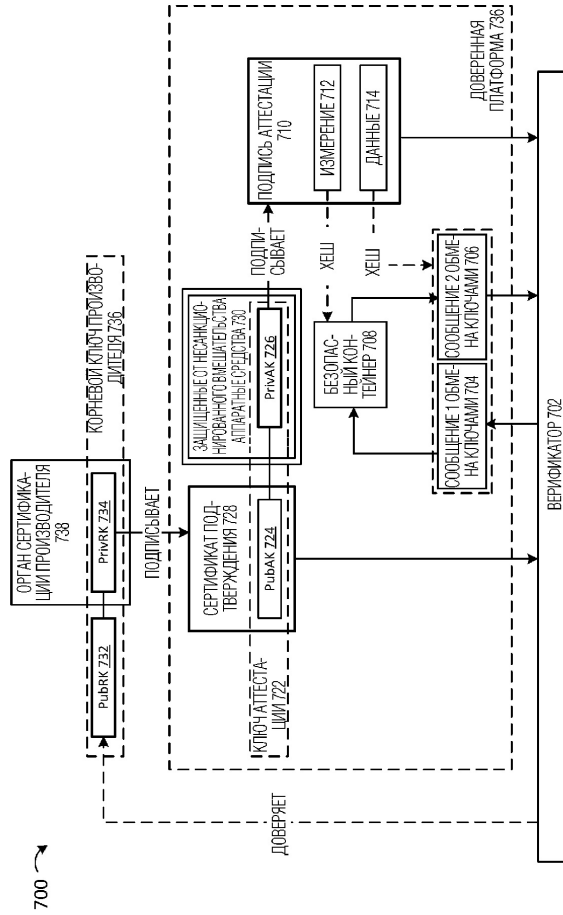 700
ОРГАН СЕРТИФИКА-
ЦИИ ПРОИЗВОДИТЕЛЯ
738
КОРНЕВОЙ КЛЮЧ ПРОИЗВО-
ДИТЕЛЯ 736
PubRK 732
PrivRK 734
ПОДПИСЫВАЕТ
ДОВЕРЯЕТ
СЕРТИФИКАТ ПОД-
ТВЕРЖДЕНИЯ 728
PubAK 724
КЛЮЧ АТТЕСТА-
ЦИИ 722
ЗАЩИЩЕННЫЕ ОТ НЕСАНКЦИО-
НИРОВАННОГО ВМЕШАТЕЛЬСТВА
АППАРАТНЫЕ СРЕДСТВА 730
PrivAK 726
ПОДПИ-
СЫВАЕТ
ПОДПИСЬ АТТЕСТАЦИИ
710
ИЗМЕРЕНИЕ 712
ДАННЫЕ 714
ХЕШ
ХЕШ
БЕЗОПАС-
НЫЙ КОН-
ТЕЙНЕР 708
СООБЩЕНИЕ 1 ОБМЕ-
НА КЛЮЧАМИ 704
СООБЩЕНИЕ 2 ОБМЕ-
НА КЛЮЧАМИ 706
ДОВЕРЕННАЯ
ПЛАТФОРМА 736
ВЕРИФИКАТОР 702